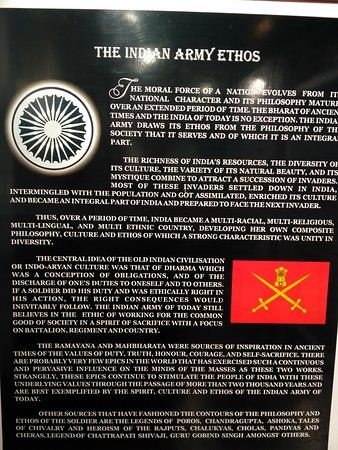 THE INDIAN ARMY ETHOS
THE MORAL FORCE OF A NATION EVOLVES FROM IT
NATIONAL CHARACTER AND ITS PHILOSOPHY MATURE
OVER AN EXTENDED PERIOD OF TIME. THE BHARAT OF ANCIEN
TIMES AND THE INDIA OF TODAY IS NO EXCEPTION. THE INDIA
ARMY DRAWS ITS ETHOS FROM THE PHILOSOPHY OF TH
SOCIETY THAT IT SERVES AND OF WHICH IT IS AN INTEGRA
PART.
THE RICHNESS OF INDIA'S RESOURCES, THE DIVERSITY OF
ITS CULTURE, THE VARIETY OF ITS NATURAL BEAUTY, AND ITS
MYSTIQUE COMBINE TO ATTRACT A SUCCESSION OF INVADERS.
MOST OF THESE INVADERS SETTLED DOWN IN INDIA,
INTERMINGLED WITH THE POPULATION AND GOT ASSIMILATED, ENRICHED ITS CULTURE
AND BECAME AN INTEGRAL PART OF INDIA AND PREPARED TO FACE THE NEXT INVADER.
THUS, OVER A PERIOD OF TIME, INDIA BECAME A MULTI-RACIAL, MULTI-RELIGIOUS,
MULTI-LINGUAL, AND MULTI ETHNIC COUNTRY, DEVELOPING HER OWN COMPOSITE
PHILOSOPHY, CULTURE AND ETHOS OF WHICH A STRONG CHARACTERISTIC WAS UNITY IN
DIVERSITY.
THE CENTRAL IDEA OF THE OLD INDIAN CIVILISATION
OR INDO-ARYAN CULTURE WAS THAT OF DHARMA WHICH
WAS A CONCEPTION OF OBLIGATIONS, AND OF THE
DISCHARGE OF ONE'S DUTIES TO ONESELF AND TO OTHERS.
IF A SOLDIER DID HIS DUTY AND WAS ETHICALLY RIGHT IN
HIS ACTION, THE RIGHT CONSEQUENCES WOULD
INEVITABLY FOLLOW. THE INDIAN ARMY OF TODAY STILL
BELIEVES IN THE ETHIC OF WORKING FOR THE COMMON
GOOD OF SOCIETY IN A SPIRIT OF SACRIFICE WITH A FOCUS
ON BATTALION, REGIMENT AND COUNTRY.
THE RAMAYANA AND MAHBHARATA WERE SOURCES OF INSPIRATION IN ANCIENT
TIMES OF THE VALUES OF DUTY, TRUTH, HONOUR, COURAGE, AND SELF-SACRIFICE. THERE
ARE PROBABLY VERY FEW EPICS IN THE WORLD THAT HAS EXERCISED SUCH A CONTINUOUS
AND PERVASIVE INFLUENCE ON THE MINDS OF THE MASSES AS THESE TWO WORKS.
STRANGELY, THESE EPICS CONTINUE TO STIMULATE THE PEOPLE OF INDIA WITH THESE
UNDERLYING VALUES THROUGH THE PASSAGE OF MORE THAN TWO THOUSAND YEARS AND
ARE BEST EXEMPLIFIED BY THE SPIRIT, CULTURE AND ETHOS OF THE INDIAN ARMY OF
TODAY.
OTHER SOURCES THAT HAVE FASHIONED THE CONTOURS OF THE PHILOSOPHY AND
ETHOS OF THE SOLDIER ARE THE LEGENDS OF POROS, CHANDRAGUPTA, ASHOKA, TALES
OF CHIVALRY AND HEROISM OF THE RAJPUTS, CHALUKYAS, CHOLAS, PANDYAS AND
CHERAS, LEGEND OF CHATTRAPATI SHIVAJI, GURU GOBIND SINGH AMONGST OTHERS.